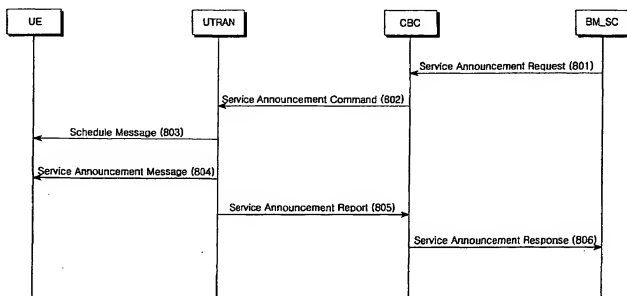 UE UTRAN CBC BM_SC
Service Announcement Request (801)
Service Announcement Command (802)
Schedule Message (803)
Service Announcement Message (804)
Service Announcement Report (805)
Service Announcement Response (806)